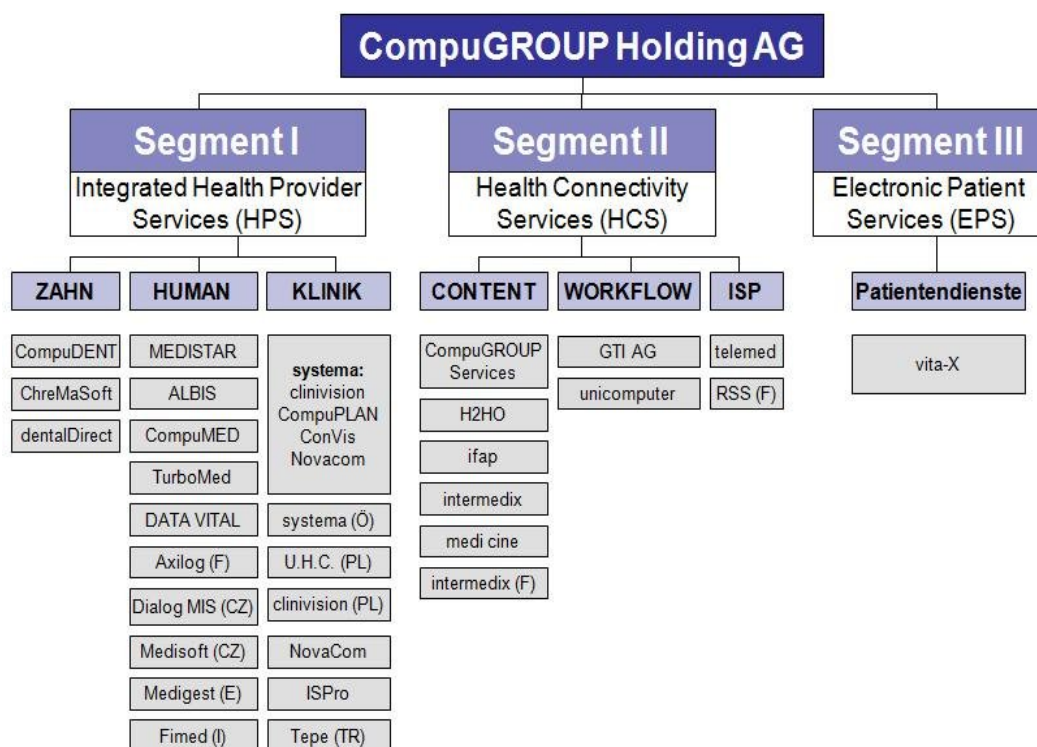 CompuGROUP Holding AG
Segment I
Integrated Health Provider
Services (HPS)
Segment II
Health Connectivity
Services (HCS)
Segment III
Electronic Patient
Services (EPS)
ZAHN
CompuDENT
ChreMaSoft
dentalDirect
HUMAN
MEDISTAR
ALBIS
CompuMED
TurboMed
DATA VITAL
Axilog (F)
Dialog MIS (CZ)
Medisoft (CZ)
Medigest (E)
Fimed (I)
KLINIK
systema:
clinivision
CompuPLAN
ConVis
Novacom
systema (Ö)
U.H.C. (PL)
clinivision (PL)
NovaCom
ISPro
Tepe (TR)
CONTENT
CompuGROUP
Services
H2HO
ifap
intermedix
medi cine
intermedix (F)
WORKFLOW
GTI AG
unicomputer
ISP
telemed
RSS (F)
Patientendienste
vita-X